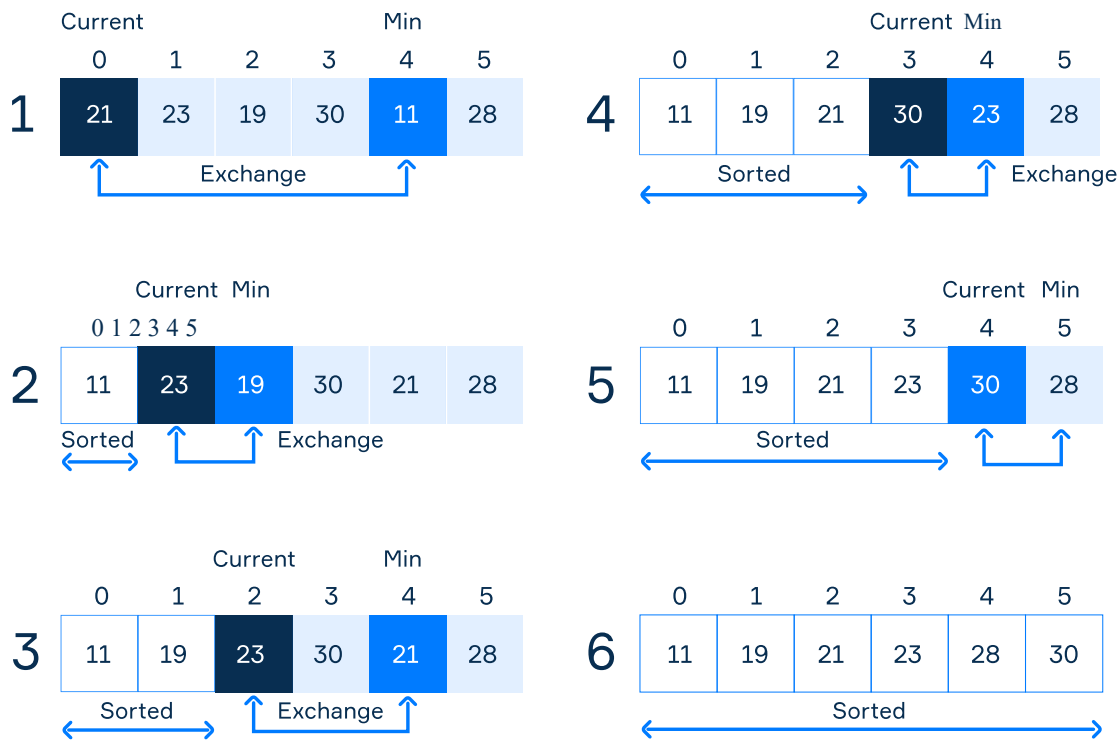 Current Min
0 1 2 3 4 5
1 21 23 19 30 11 28
Exchange
Current Min
0 1 2 3 4 5
2 11 23 19 30 21 28
Sorted Exchange
Current Min
0 1 2 3 4 5
3 11 19 23 30 21 28
Sorted Exchange
Current Min
0 1 2 3 4 5
4 11 19 21 30 23 28
Sorted Exchange
Current Min
0 1 2 3 4 5
5 11 19 21 23 30 28
Sorted
0 1 2 3 4 5
6 11 19 21 23 28 30
Sorted